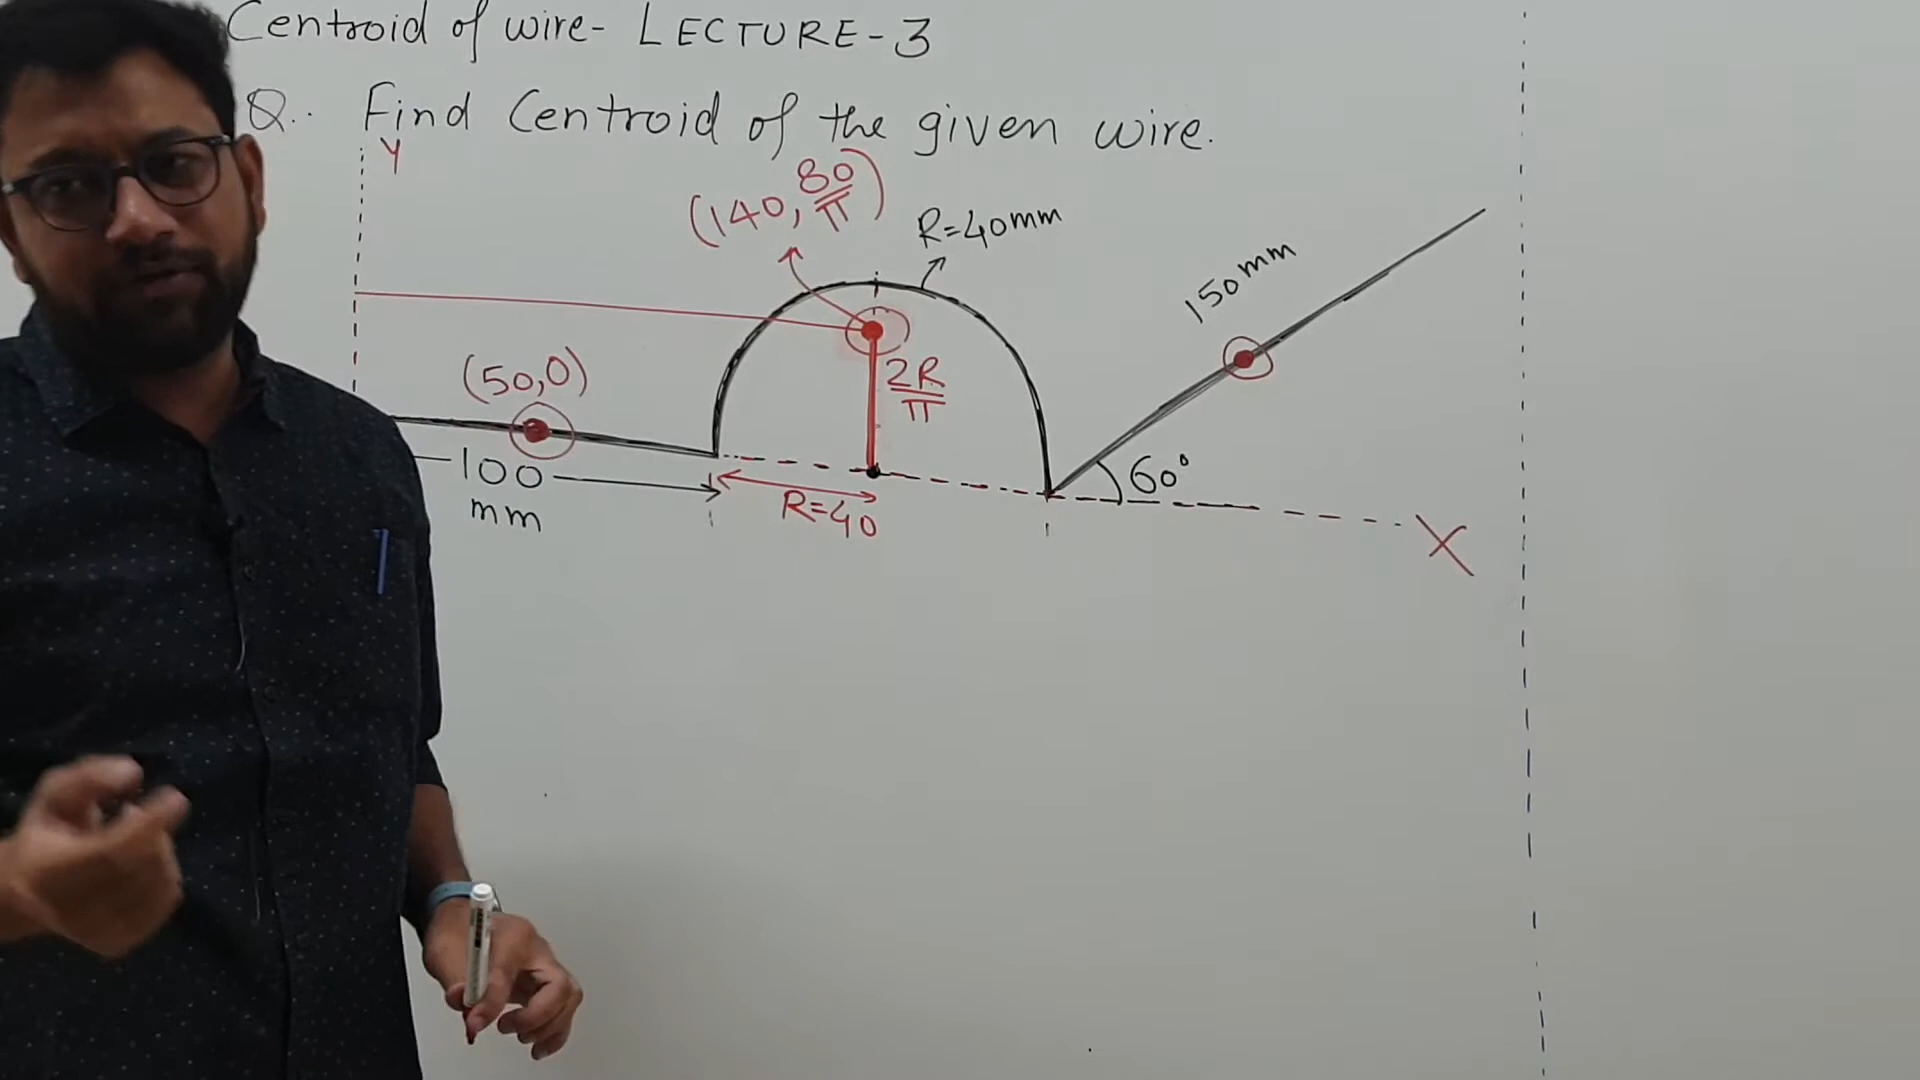 Centroid of wire- LECTURE-3
Q.. Find Centroid of the given wire.
Y
(140, 80/π)
R=40mm
150mm
(50,0)
2R/π
60°
100
mm
R=40
X